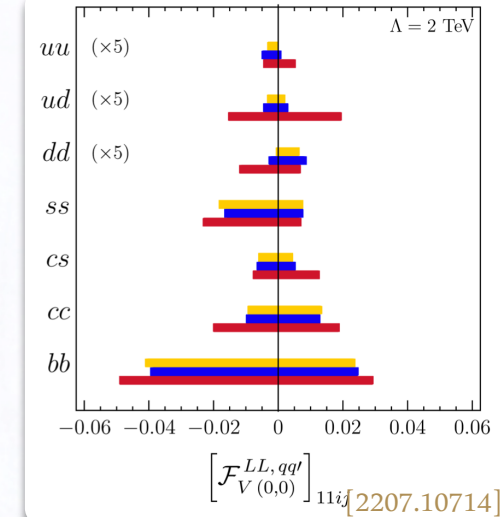 Λ = 2 TeV
uu (×5)
ud (×5)
dd (×5)
ss
cs
cc
bb
−0.06 −0.04 −0.02 0 0.02 0.04 0.06
[𝓕_{V (0,0)}^{LL, qq′}]_{11ij}
[2207.10714]